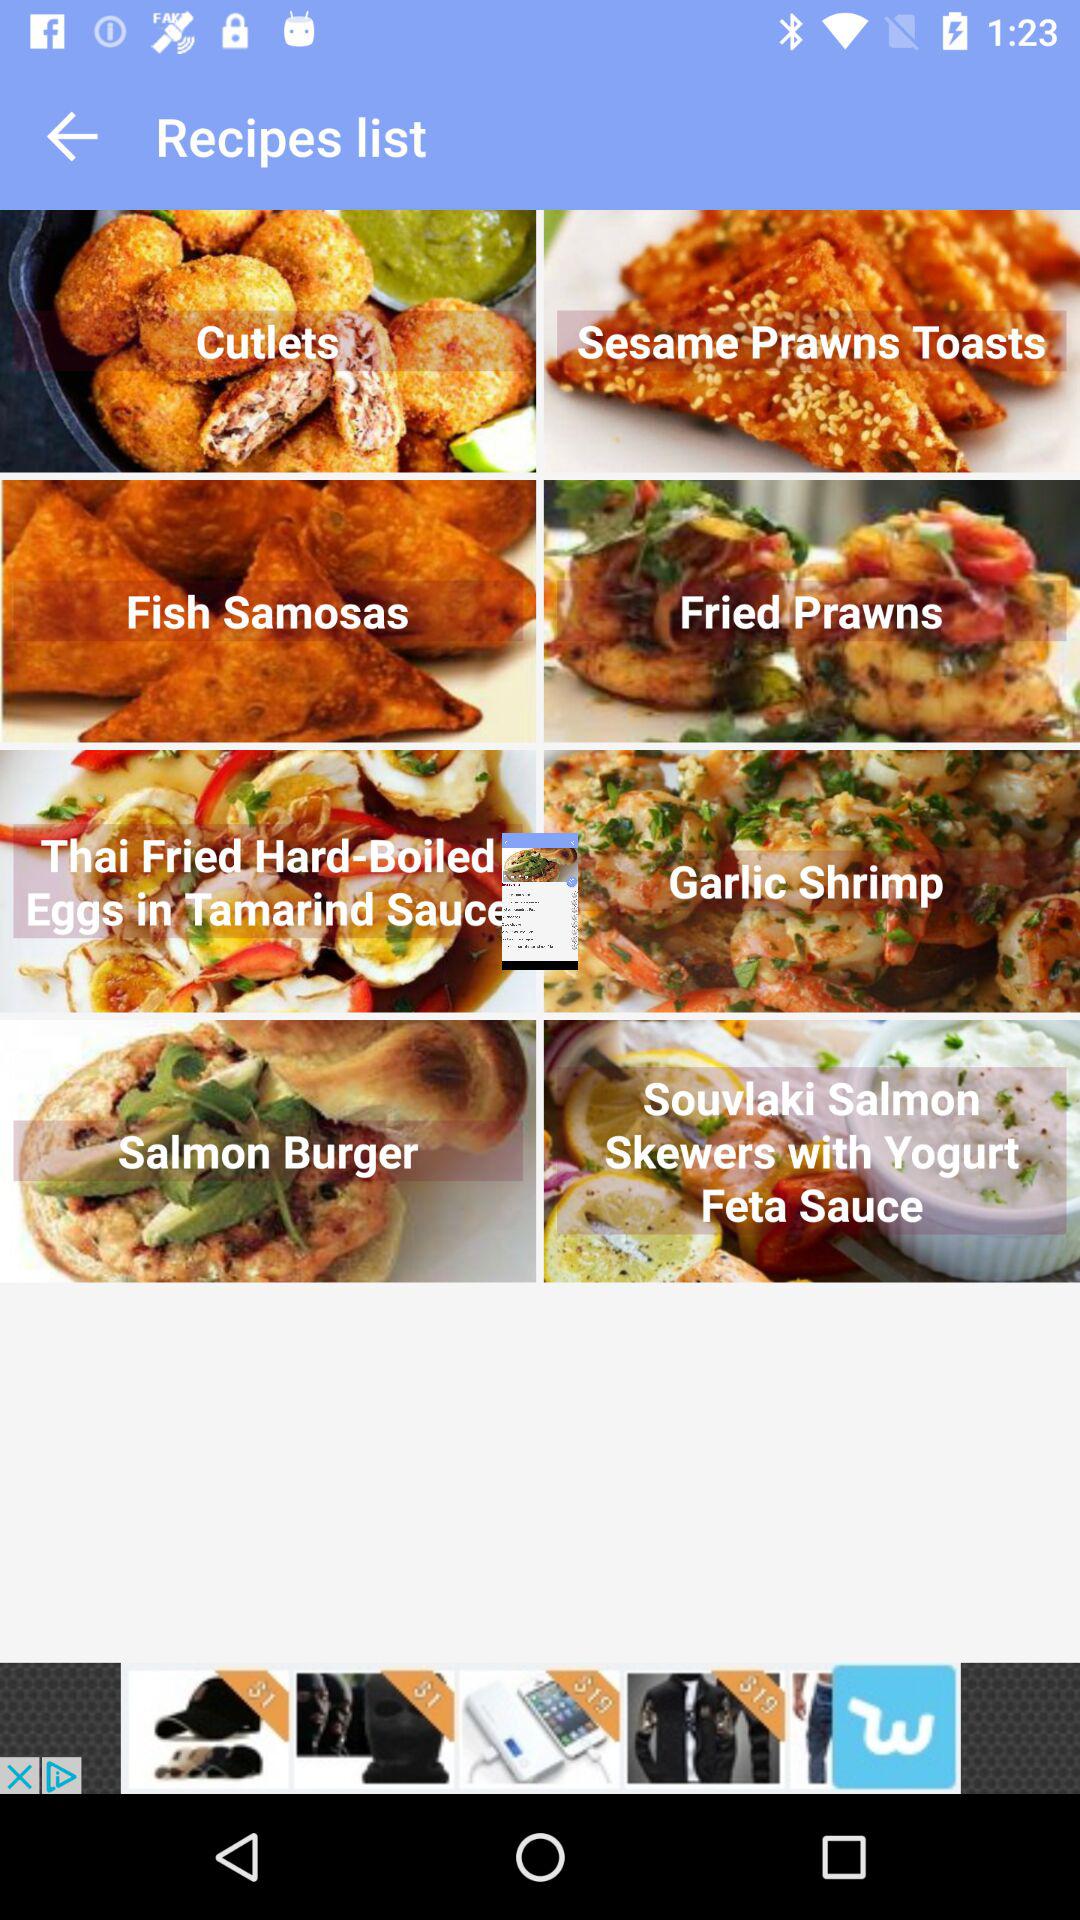 FAKE
1:23
Recipes list
Cutlets
Sesame Prawns Toasts
Fish Samosas
Fried Prawns
Thai Fried Hard-Boiled
Eggs in Tamarind Sauce
Garlic Shrimp
Salmon Burger
Souvlaki Salmon
Skewers with Yogurt
Feta Sauce
$1
$1
$19
$19